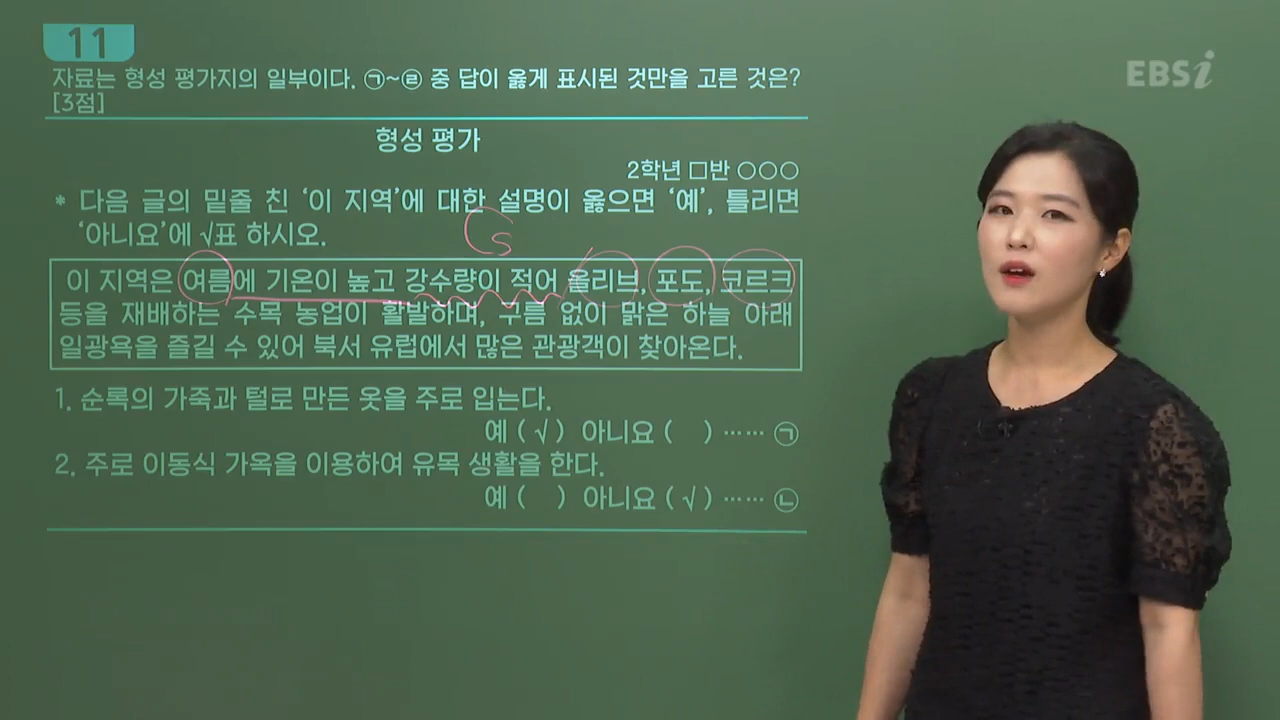 11
EBSi
자료는 형성 평가지의 일부이다. ㉠~㉣ 중 답이 옳게 표시된 것만을 고른 것은?
[3점]
형성 평가
2학년 □반 ○○○
* 다음 글의 밑줄 친 ‘이 지역’에 대한 설명이 옳으면 ‘예’, 틀리면
‘아니요’에 √표 하시오.
Cs
이 지역은 여름에 기온이 높고 강수량이 적어 올리브, 포도, 코르크
등을 재배하는 수목 농업이 활발하며, 구름 없이 맑은 하늘 아래
일광욕을 즐길 수 있어 북서 유럽에서 많은 관광객이 찾아온다.
1. 순록의 가죽과 털로 만든 옷을 주로 입는다.
예 ( √ ) 아니요 ( ) …… ㉠
2. 주로 이동식 가옥을 이용하여 유목 생활을 한다.
예 ( ) 아니요 ( √ ) …… ㉡